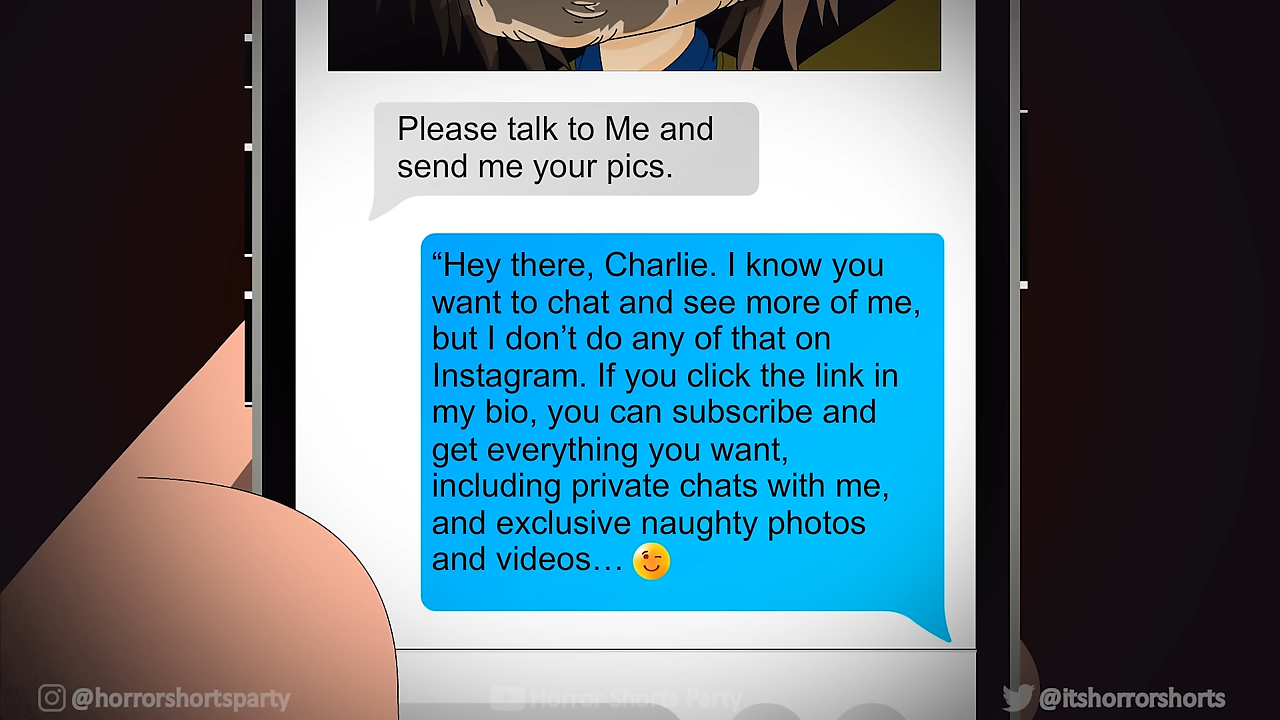 Please talk to Me and
send me your pics.
“Hey there, Charlie. I know you
want to chat and see more of me,
but I don’t do any of that on
Instagram. If you click the link in
my bio, you can subscribe and
get everything you want,
including private chats with me,
and exclusive naughty photos
and videos… 😉
@horrorshortsparty
Horror Shorts Party
@itshorrorshorts